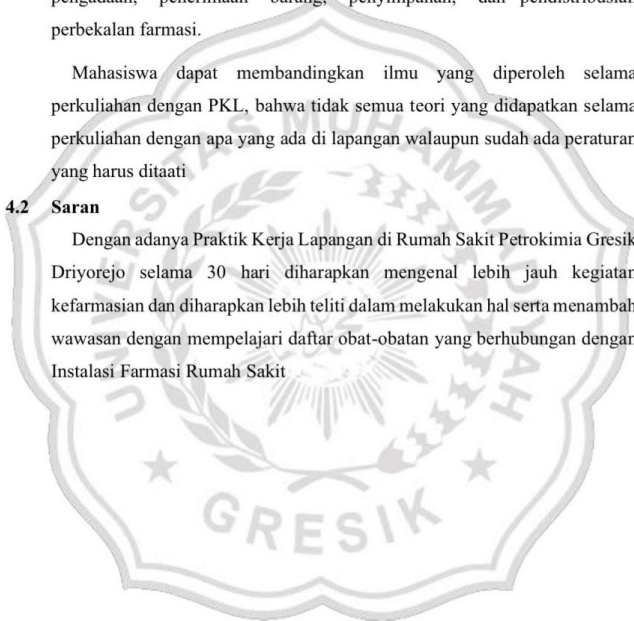 pengadaan, penerimaan barang, penyimpanan, dan pendistribusian
perbekalan farmasi.
Mahasiswa dapat membandingkan ilmu yang diperoleh selama
perkuliahan dengan PKL, bahwa tidak semua teori yang didapatkan selama
perkuliahan dengan apa yang ada di lapangan walaupun sudah ada peraturan
yang harus ditaati
4.2 Saran
Dengan adanya Praktik Kerja Lapangan di Rumah Sakit Petrokimia Gresik
Driyorejo selama 30 hari diharapkan mengenal lebih jauh kegiatan
kefarmasian dan diharapkan lebih teliti dalam melakukan hal serta menambah
wawasan dengan mempelajari daftar obat-obatan yang berhubungan dengan
Instalasi Farmasi Rumah Sakit
UNIVERSITAS MUHAMMADIYAH
GRESIK